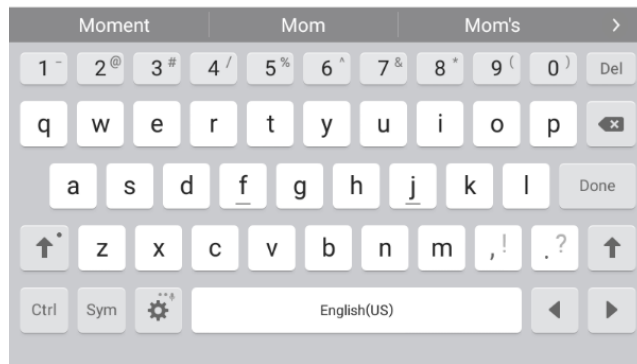 Moment Mom Mom's >
1 - 2 @ 3 # 4 / 5 % 6 ^ 7 & 8 * 9 ( 0 ) Del
q w e r t y u i o p
a s d f g h j k l Done
z x c v b n m , ! . ?
Ctrl Sym English(US)